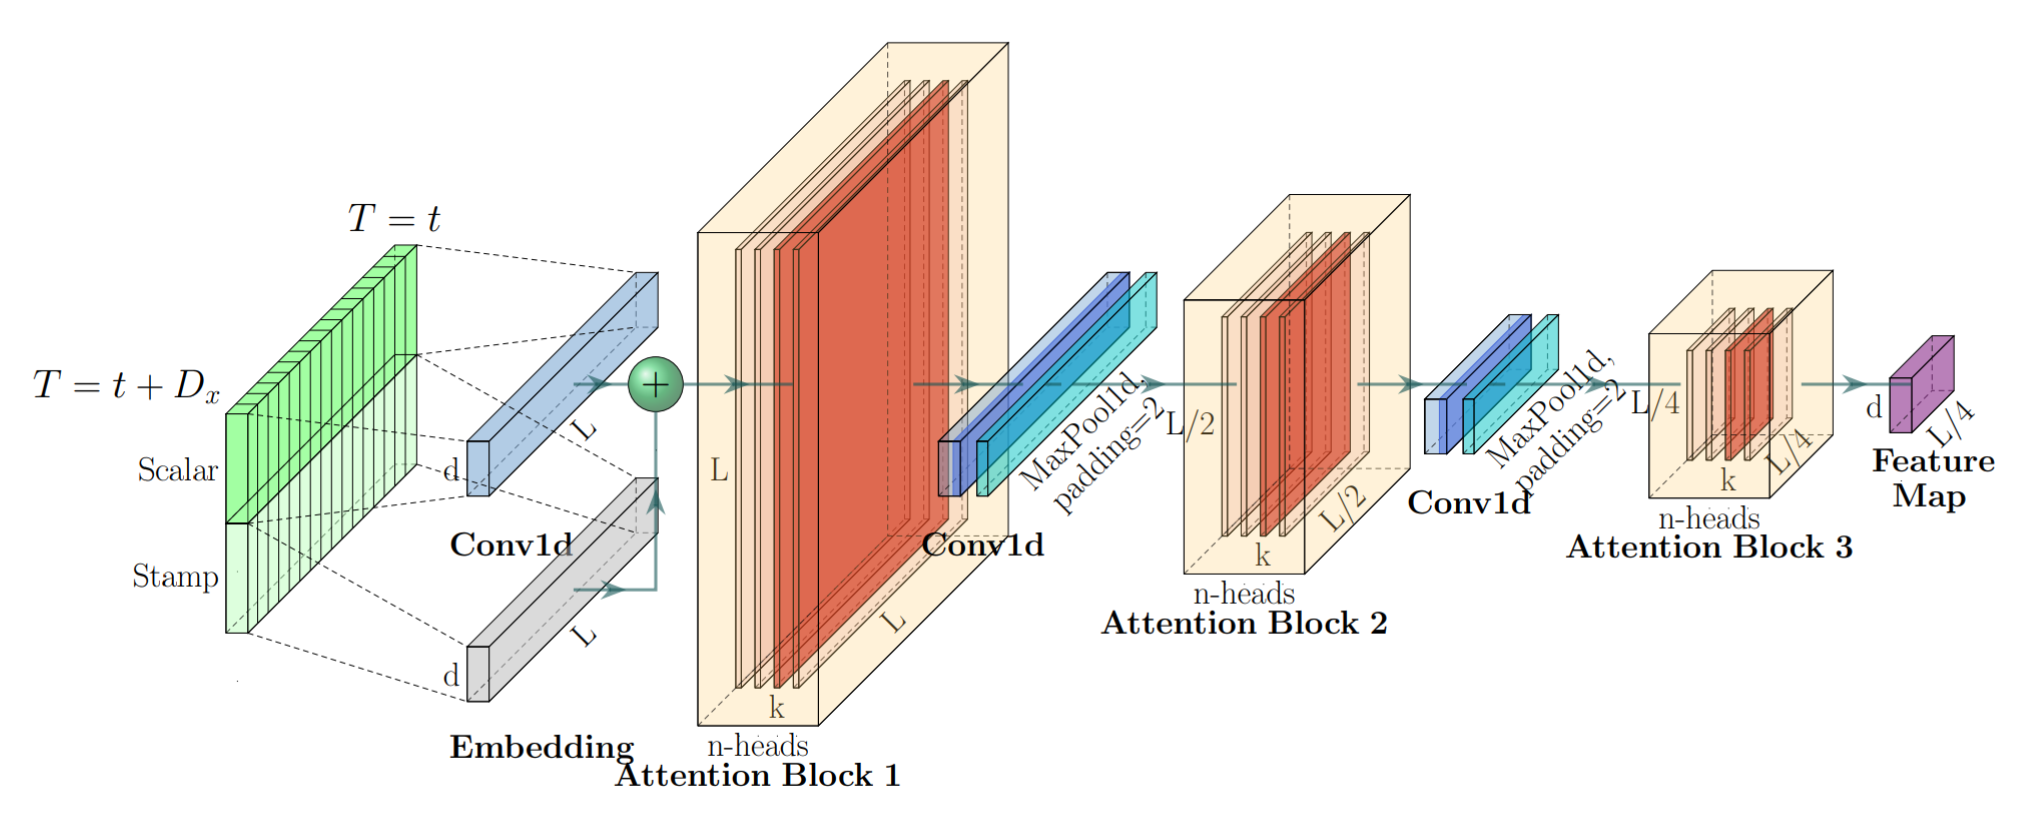 T = t
T = t + Dₓ
Scalar
Stamp
d
L
Conv1d
d
L
Embedding
+
L
k
L
n-heads
Attention Block 1
Conv1d
MaxPool1d,
padding=2
L/2
k
L/2
n-heads
Attention Block 2
Conv1d
MaxPool1d,
padding=2
L/4
k
L/4
n-heads
Attention Block 3
d
L/4
Feature
Map